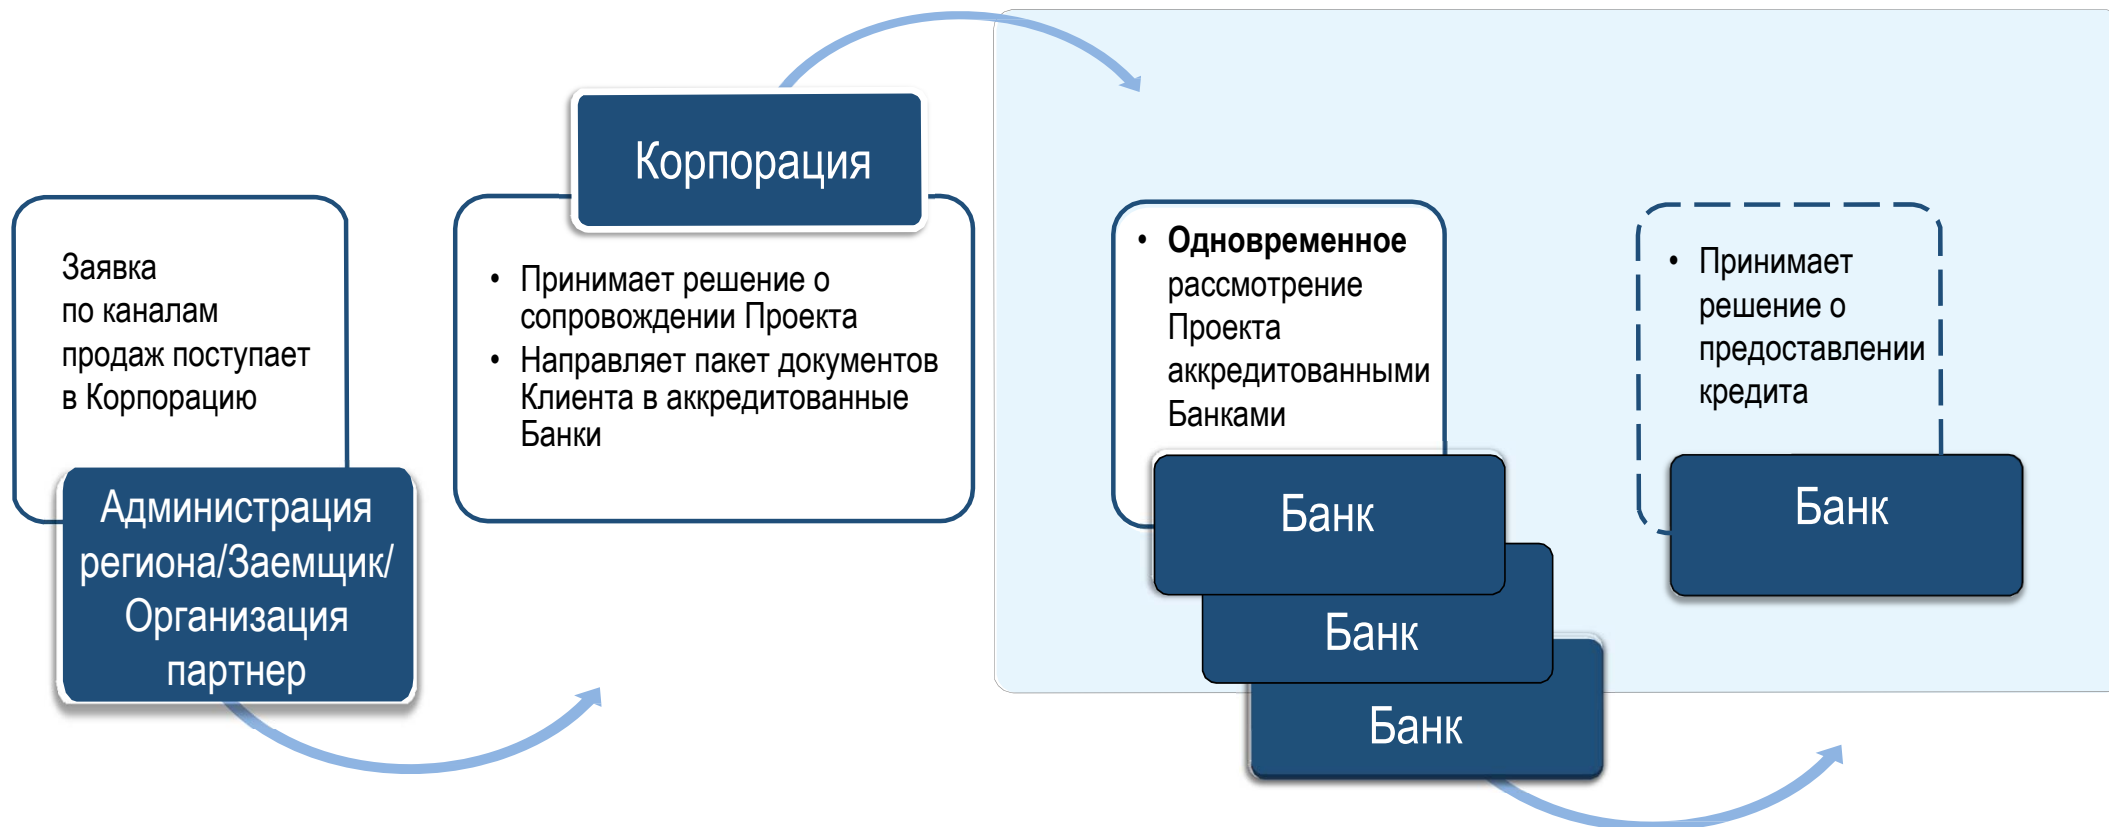 Заявка
по каналам
продаж поступает
в Корпорацию
Администрация
региона/Заемщик/
Организация
партнер
Корпорация
• Принимает решение о
сопровождении Проекта
• Направляет пакет документов
Клиента в аккредитованные
Банки
• Одновременное
рассмотрение
Проекта
аккредитованными
Банками
Банк
Банк
Банк
• Принимает
решение о
предоставлении
кредита
Банк